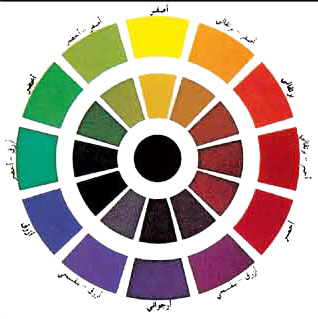 أصفر
أصفر - برتقالي
برتقالي
أحمر - برتقالي
أحمر
أزرق - بنفسجي
أرجواني
أزرق - بنفسجي
أزرق
أزرق - أخضر
أخضر
أصفر - أخضر